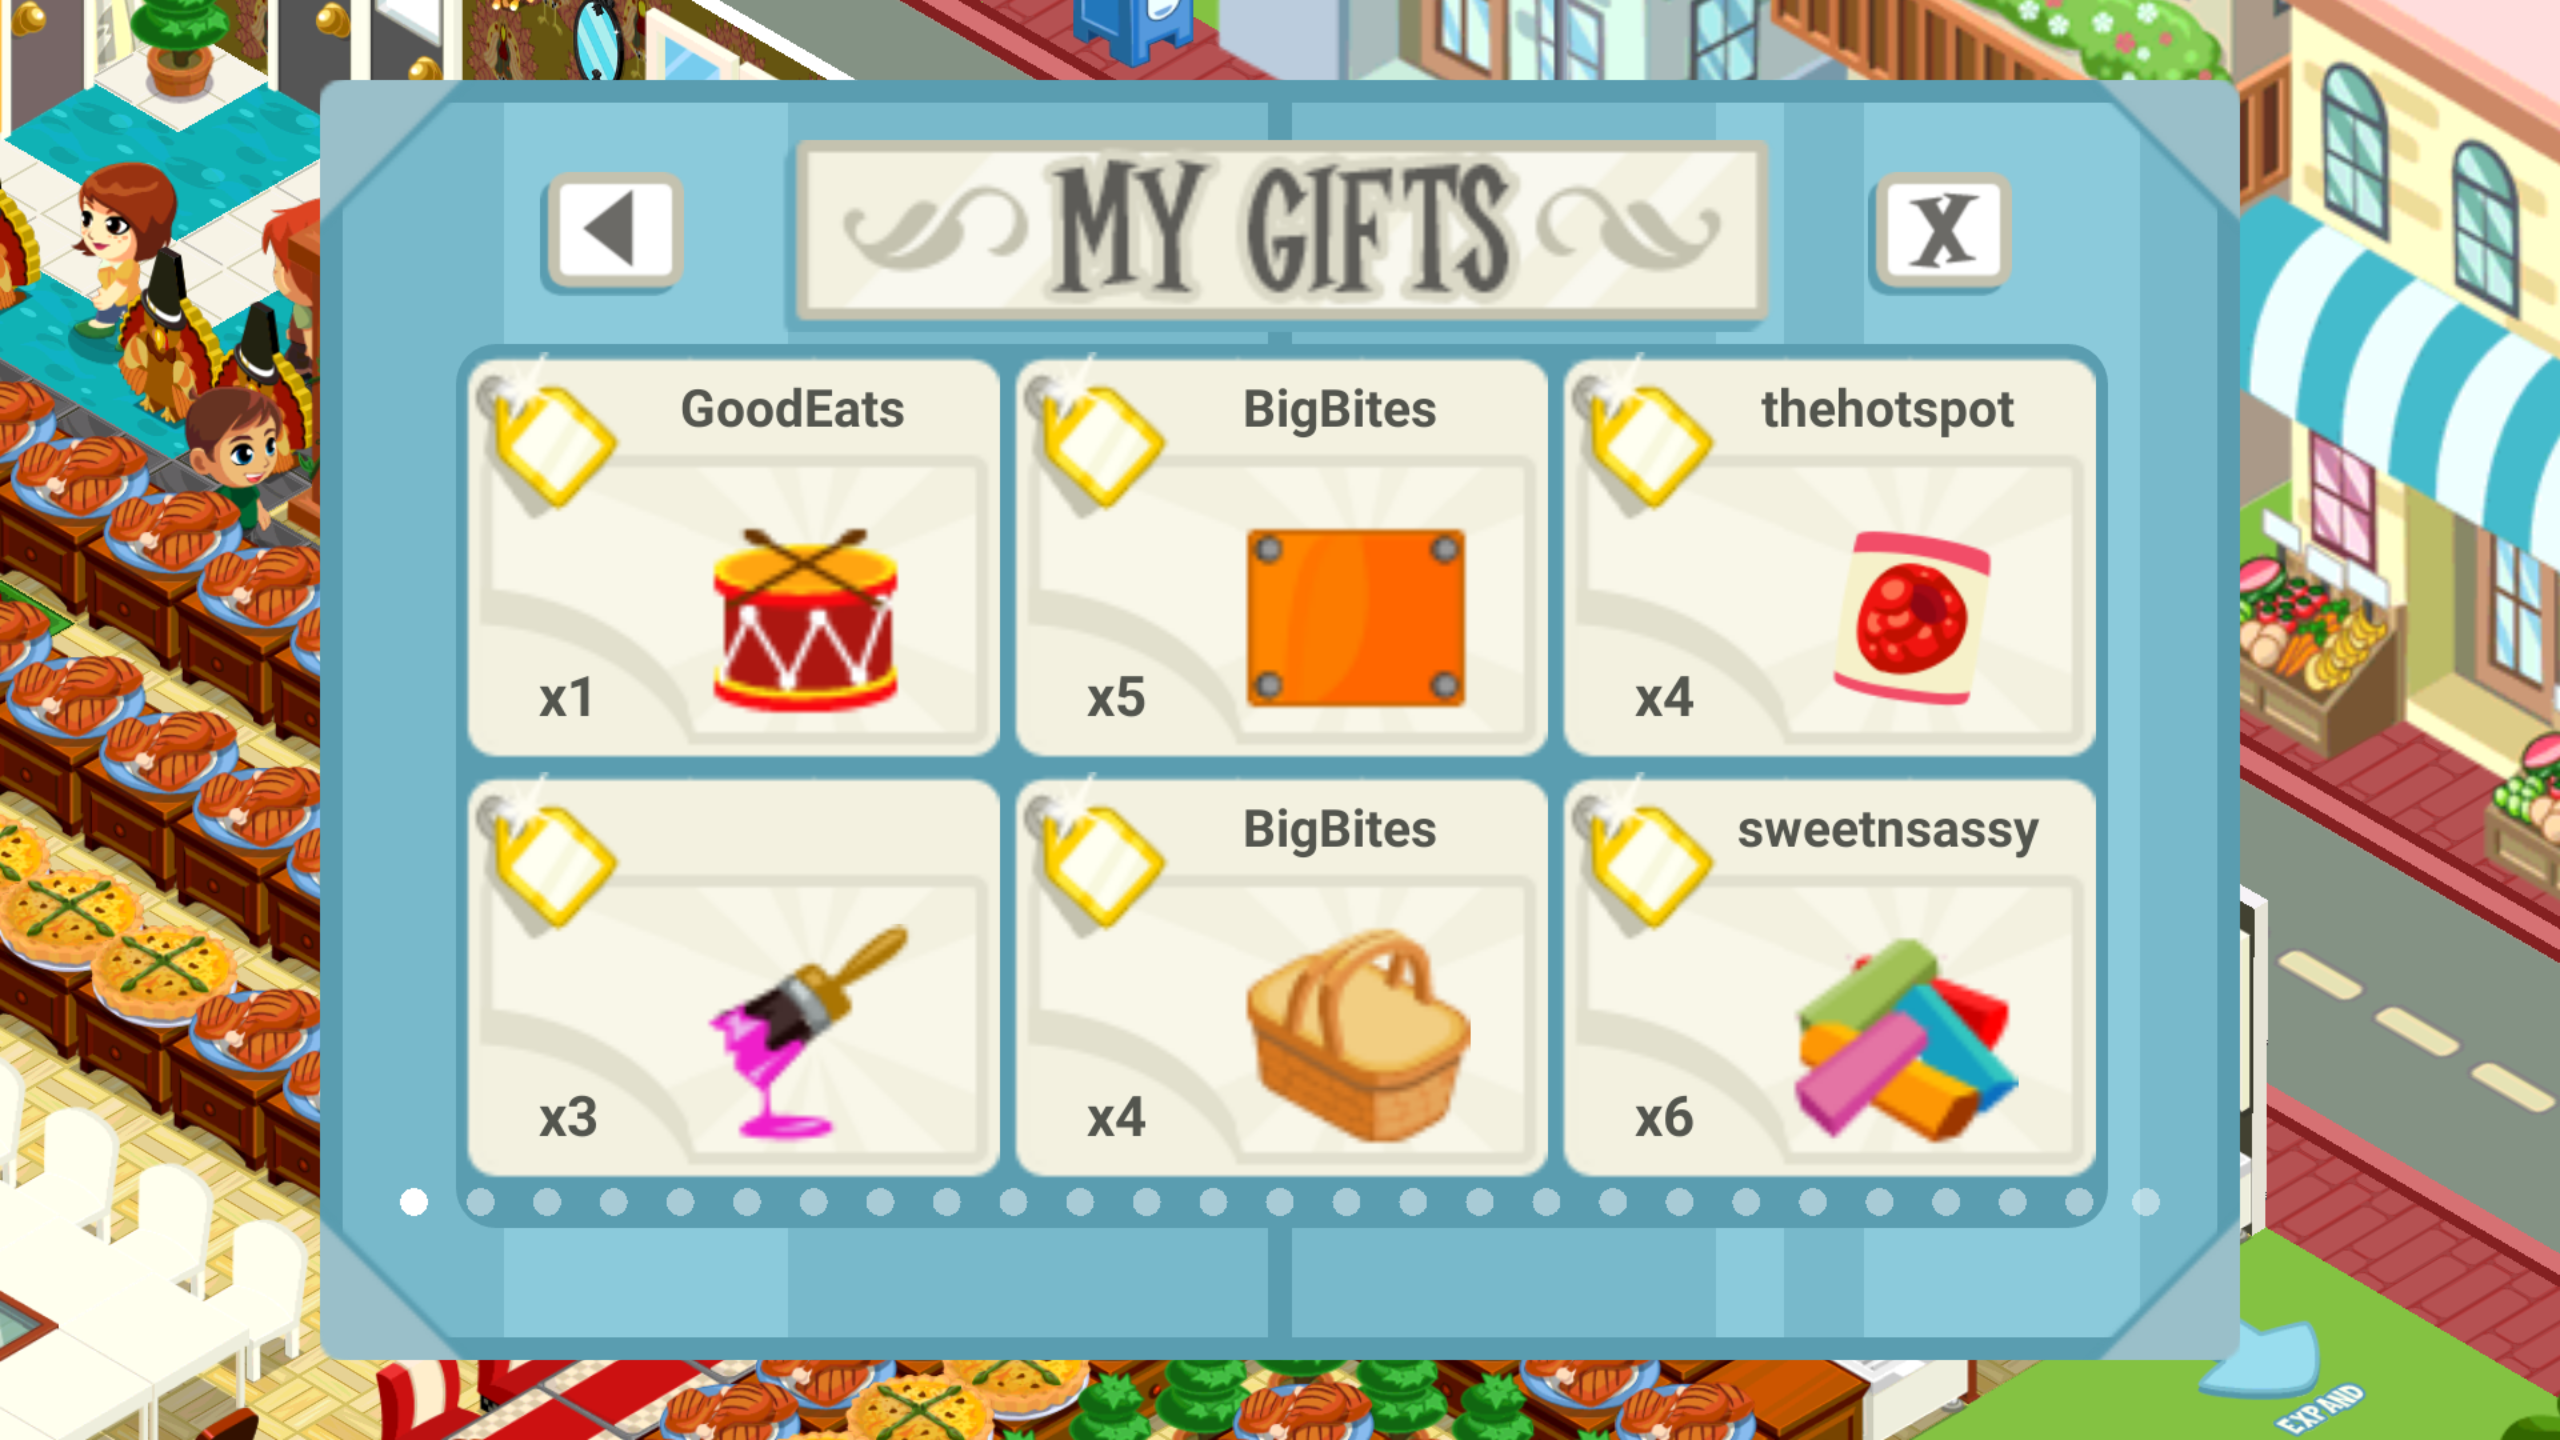 MY GIFTS
X
GoodEats
x1
BigBites
x5
thehotspot
x4
x3
BigBites
x4
sweetnsassy
x6
EXPAND